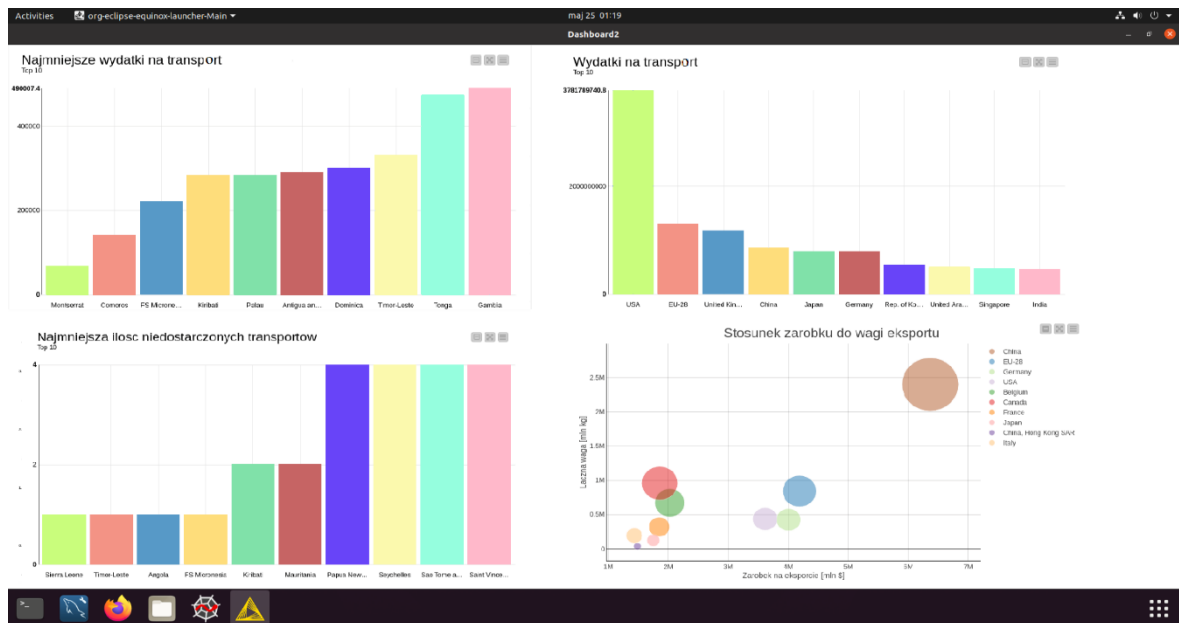 Activities org-eclipse-equinox-launcher-Main maj 25 01:19
Dashboard2
Najmniejsze wydatki na transport
Top 10
490007.4
400000
200000
0
Montserrat Comoros FS Microne... Kiribati Palau Antigua an... Dominica Timor-Leste Tonga Gambia
Wydatki na transport
Top 10
3781789740.8
2000000000
0
USA EU-28 United Kin... China Japan Germany Rep. of Ko... United Ara... Singapore India
Najmniejsza ilosc niedostarczonych transportow
Top 10
4
2
0
Sierra Leone Timor-Leste Angola FS Micronesia Kiribati Mauritania Papua New... Seychelles Sao Tome a... Saint Vince...
Stosunek zarobku do wagi eksportu
Laczna waga [mln kg]
2.5M
2M
1.5M
1M
0.5M
0
1M 2M 3M 4M 5M 6M 7M
Zarobek na eksporcie [mln $]
China
EU-28
Germany
USA
Belgium
Canada
France
Japan
China, Hong Kong SAR
Italy